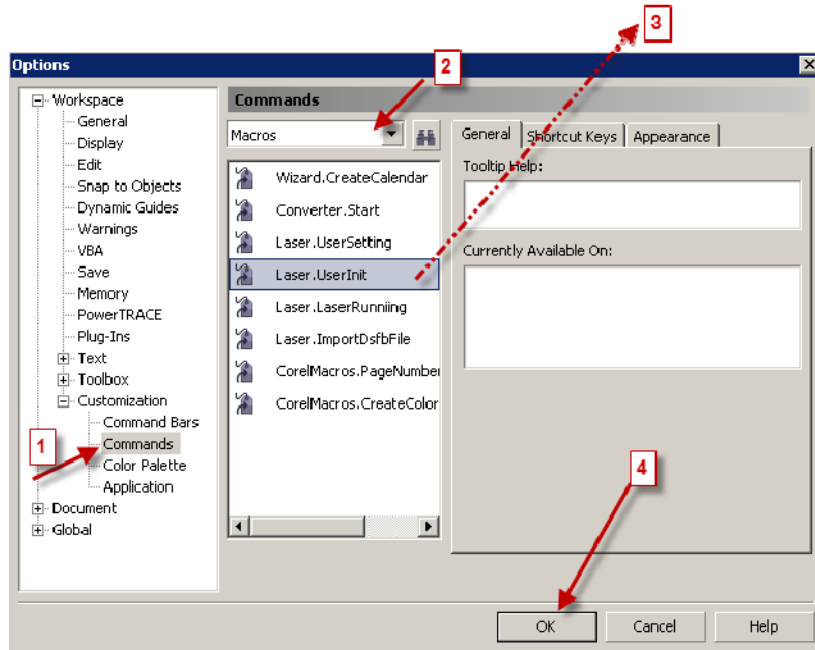 3
1
2
Options
Workspace
General
Display
Edit
Snap to Objects
Dynamic Guides
Warnings
VBA
Save
Memory
PowerTRACE
Plug-Ins
Text
Toolbox
Customization
Command Bars
Commands
Color Palette
Application
Document
Global
Commands
Macros
Wizard.CreateCalendar
Converter.Start
Laser.UserSetting
Laser.UserInit
Laser.LaserRunniing
Laser.ImportDsfbFile
CorelMacros.PageNumber
CorelMacros.CreateColor
General
Shortcut Keys
Appearance
Tooltip Help:
Currently Available On:
4
OK
Cancel
Help